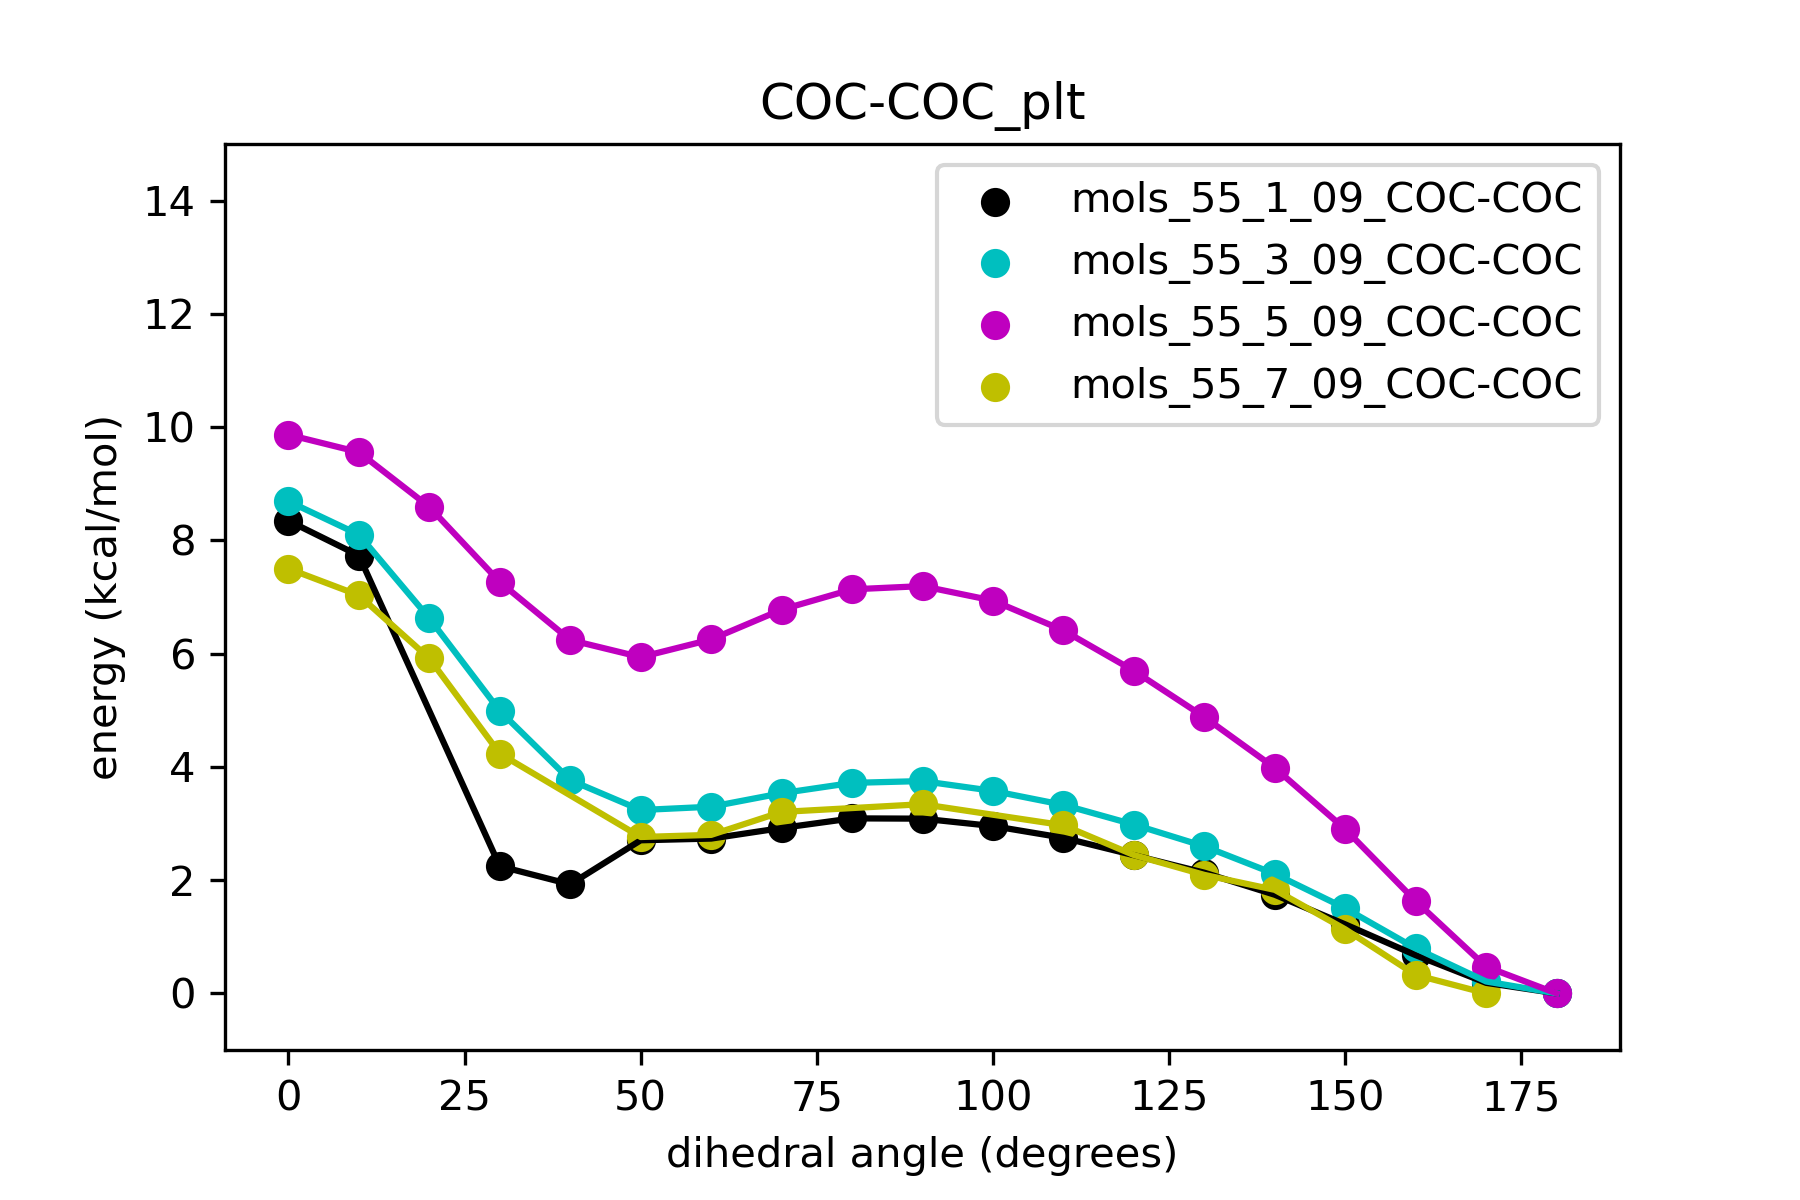 COC-COC_plt
mols_55_1_09_COC-COC
mols_55_3_09_COC-COC
mols_55_5_09_COC-COC
mols_55_7_09_COC-COC
energy (kcal/mol)
14
12
10
8
6
4
2
0
0 25 50 75 100 125 150 175
dihedral angle (degrees)